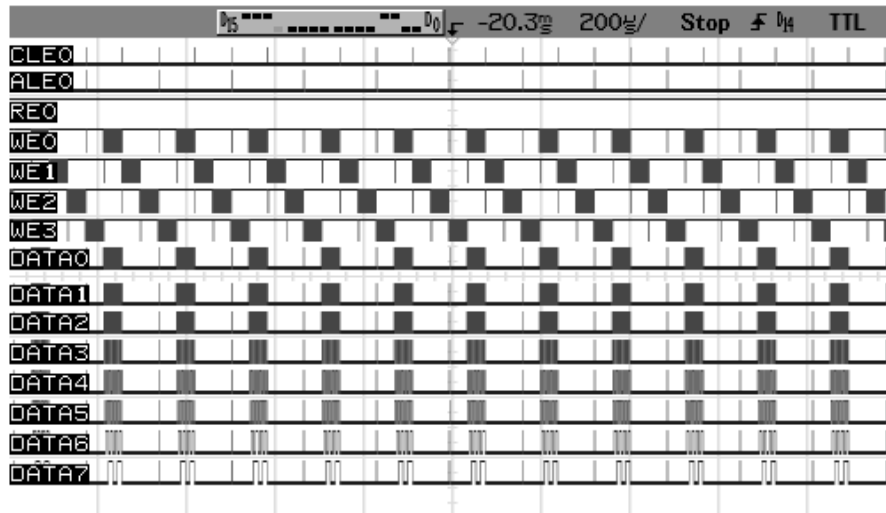 D15 D0 -20.3ms 200us/ Stop D14 TTL
CLE0
ALE0
RE0
WE0
WE1
WE2
WE3
DATA0
DATA1
DATA2
DATA3
DATA4
DATA5
DATA6
DATA7